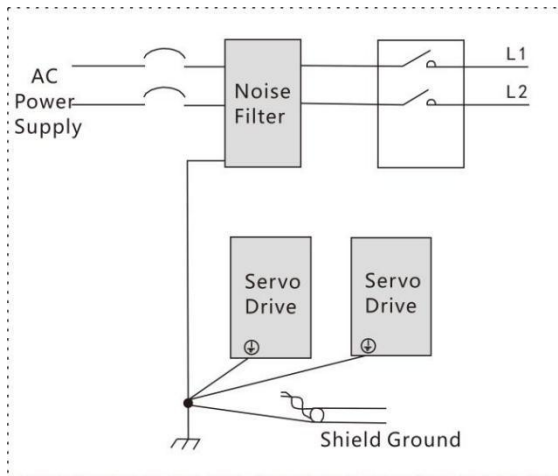 AC
Power
Supply
Noise
Filter
L1
L2
Servo
Drive
Servo
Drive
Shield Ground